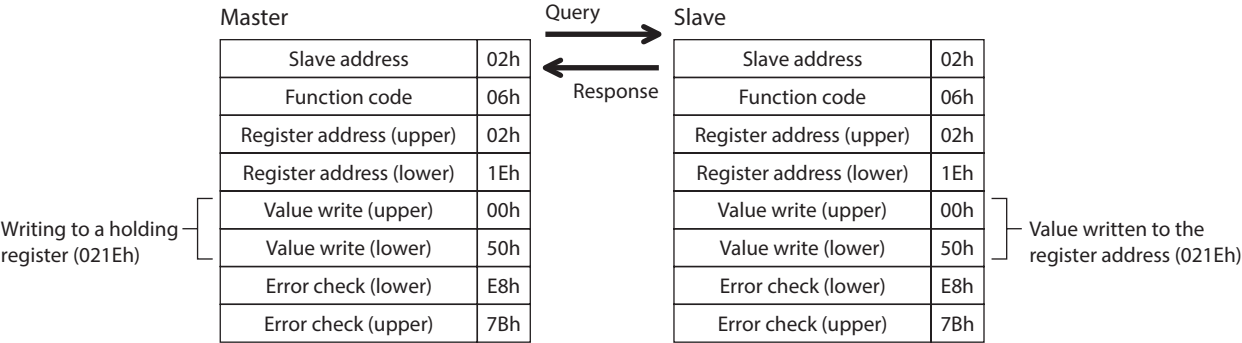 Master
Query
Slave
Response
Slave address 02h
Function code 06h
Register address (upper) 02h
Register address (lower) 1Eh
Value write (upper) 00h
Value write (lower) 50h
Error check (lower) E8h
Error check (upper) 7Bh
Slave address 02h
Function code 06h
Register address (upper) 02h
Register address (lower) 1Eh
Value write (upper) 00h
Value write (lower) 50h
Error check (lower) E8h
Error check (upper) 7Bh
Writing to a holding
register (021Eh)
Value written to the
register address (021Eh)